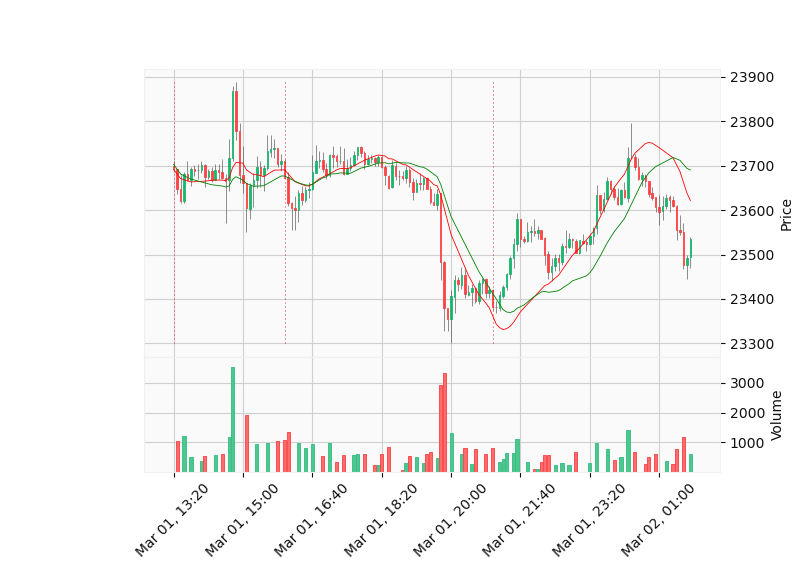 23900
23800
23700
23600
23500
23400
23300
Price
3000
2000
1000
Volume
Mar 01, 13:20
Mar 01, 15:00
Mar 01, 16:40
Mar 01, 18:20
Mar 01, 20:00
Mar 01, 21:40
Mar 01, 23:20
Mar 02, 01:00